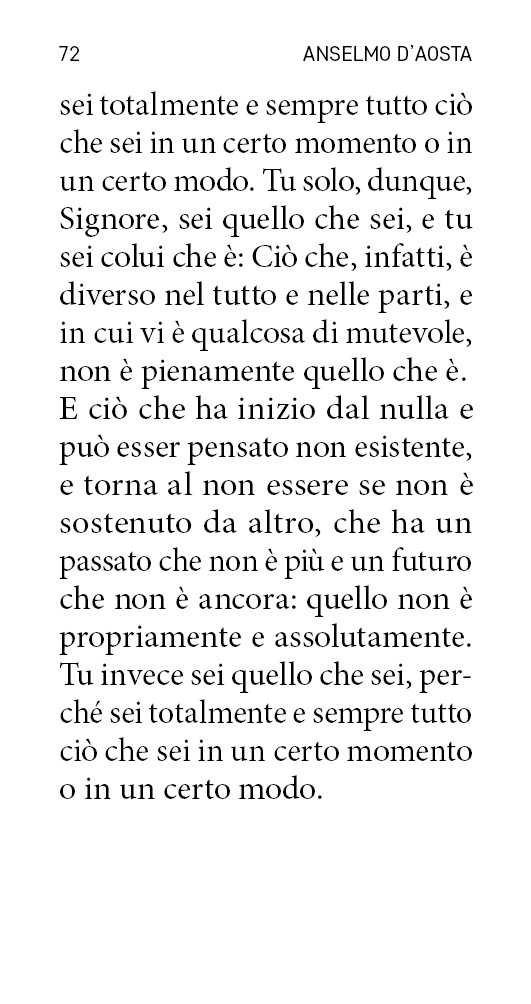 72 ANSELMO D'AOSTA
sei totalmente e sempre tutto ciò
che sei in un certo momento o in
un certo modo. Tu solo, dunque,
Signore, sei quello che sei, e tu
sei colui che è: Ciò che, infatti, è
diverso nel tutto e nelle parti, e
in cui vi è qualcosa di mutevole,
non è pienamente quello che è.
E ciò che ha inizio dal nulla e
può esser pensato non esistente,
e torna al non essere se non è
sostenuto da altro, che ha un
passato che non è più e un futuro
che non è ancora: quello non è
propriamente e assolutamente.
Tu invece sei quello che sei, per-
ché sei totalmente e sempre tutto
ciò che sei in un certo momento
o in un certo modo.